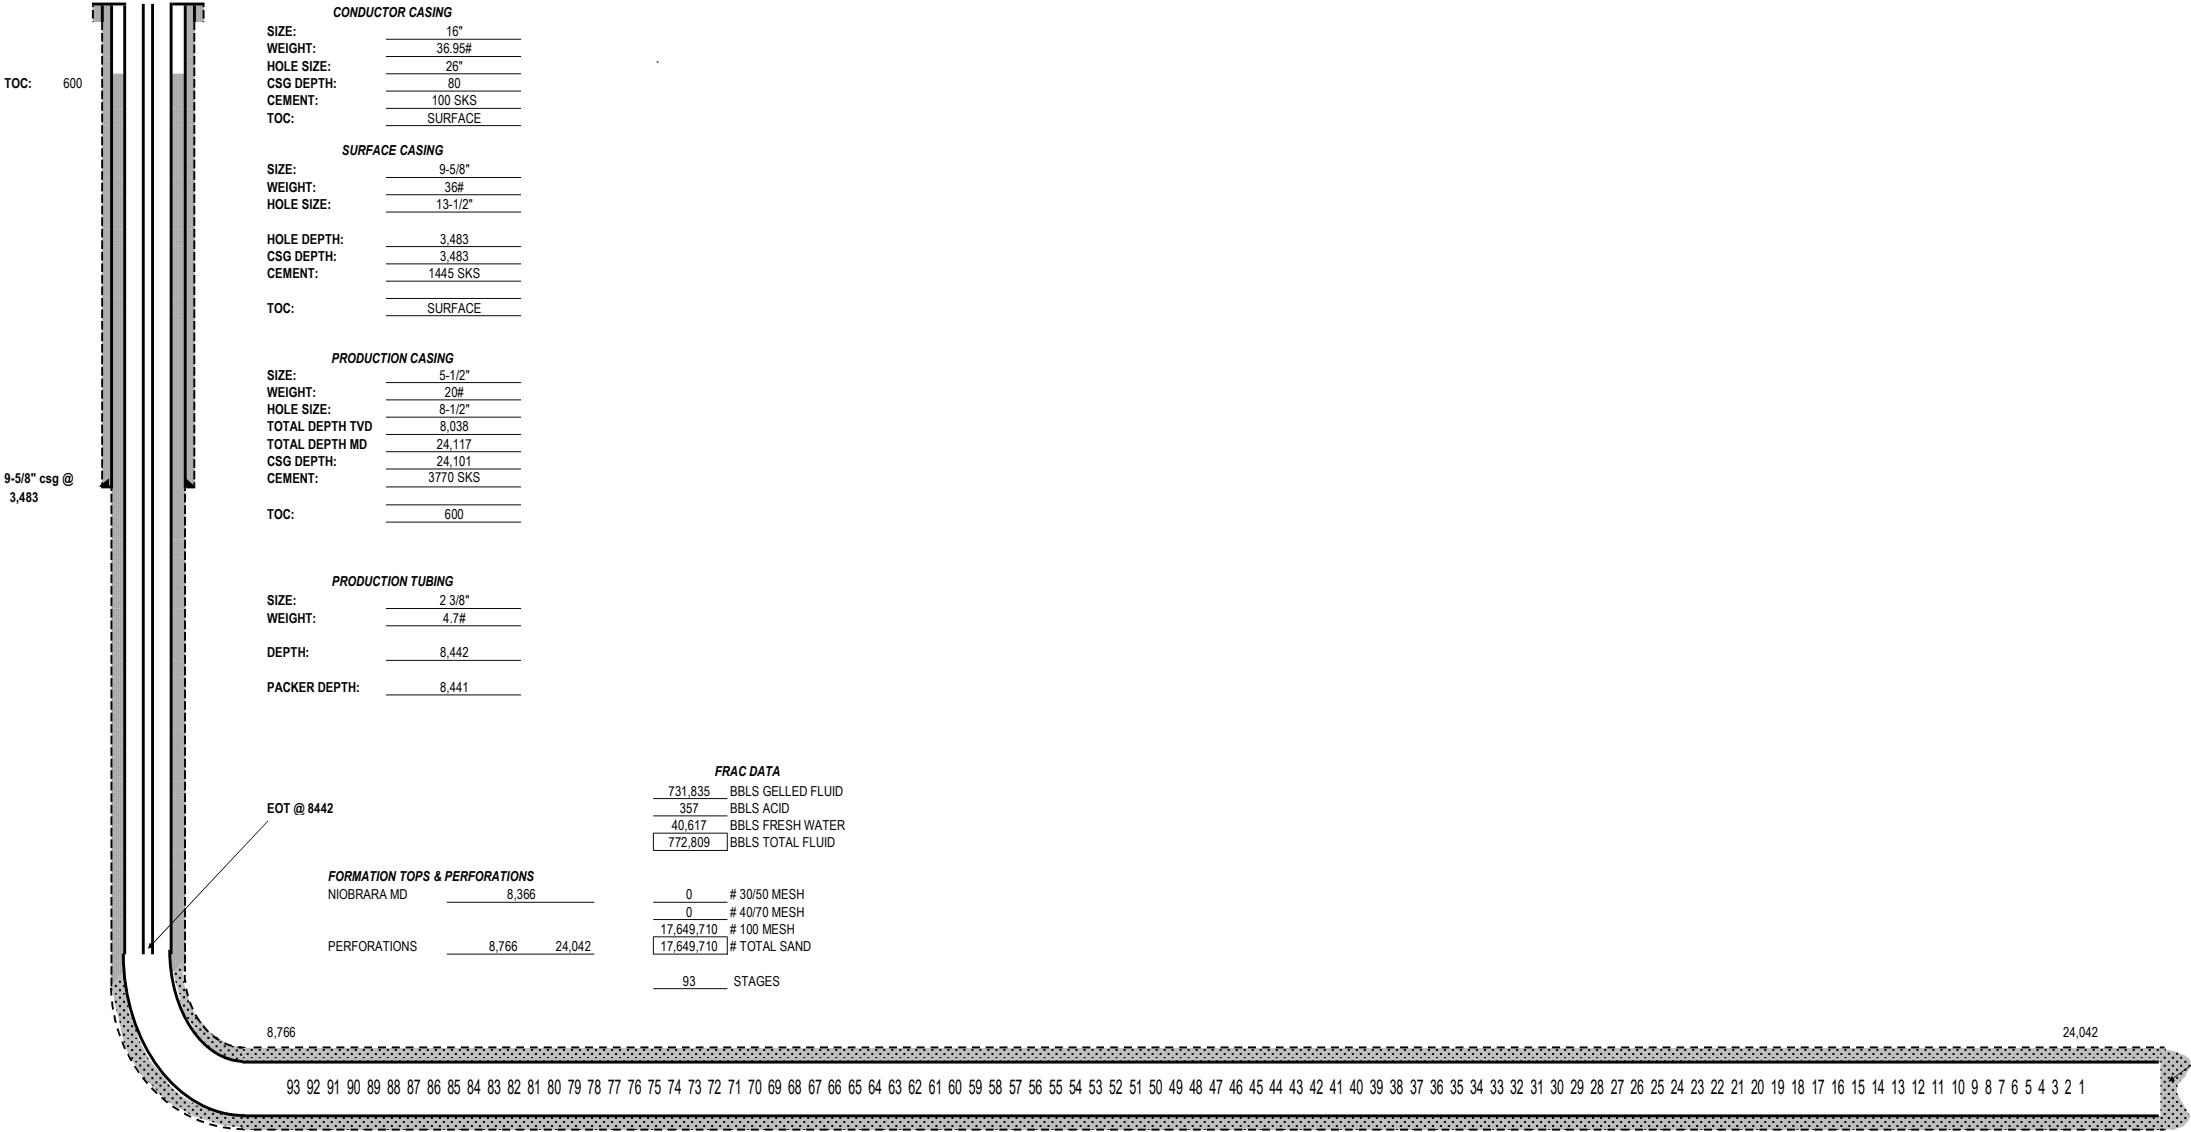 CONDUCTOR CASING
SIZE: 16"
WEIGHT: 36.95#
HOLE SIZE: 26"
TOC: 600
CSG DEPTH: 80
CEMENT: 100 SKS
TOC: SURFACE
SURFACE CASING
SIZE: 9-5/8"
WEIGHT: 36#
HOLE SIZE: 13-1/2"
HOLE DEPTH: 3,483
CSG DEPTH: 3,483
CEMENT: 1445 SKS
TOC: SURFACE
PRODUCTION CASING
SIZE: 5-1/2"
WEIGHT: 20#
HOLE SIZE: 8-1/2"
TOTAL DEPTH TVD 8,038
TOTAL DEPTH MD 24,117
CSG DEPTH: 24,101
CEMENT: 3770 SKS
9-5/8" csg @
3,483
TOC: 600
PRODUCTION TUBING
SIZE: 2 3/8"
WEIGHT: 4.7#
DEPTH: 8,442
PACKER DEPTH: 8,441
FRAC DATA
731,835 BBLS GELLED FLUID
357 BBLS ACID
40,617 BBLS FRESH WATER
772,809 BBLS TOTAL FLUID
EOT @ 8442
FORMATION TOPS & PERFORATIONS
NIOBRARA MD 8,366
PERFORATIONS 8,766 24,042
0 # 30/50 MESH
0 # 40/70 MESH
17,649,710 # 100 MESH
17,649,710 # TOTAL SAND
93 STAGES
8,766 24,042
93 92 91 90 89 88 87 86 85 84 83 82 81 80 79 78 77 76 75 74 73 72 71 70 69 68 67 66 65 64 63 62 61 60 59 58 57 56 55 54 53 52 51 50 49 48 47 46 45 44 43 42 41 40 39 38 37 36 35 34 33 32 31 30 29 28 27 26 25 24 23 22 21 20 19 18 17 16 15 14 13 12 11 10 9 8 7 6 5 4 3 2 1